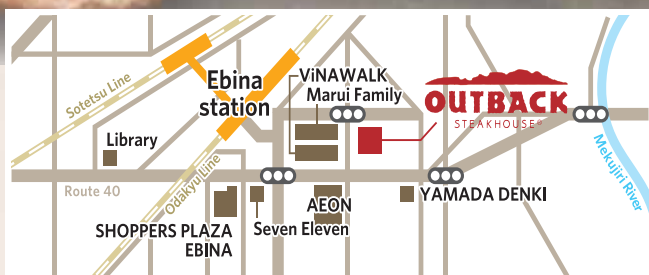 Sotetsu Line
Ebina
station
ViNAWALK
Marui Family
OUTBACK
STEAKHOUSE®
Library
Mekujiri River
Route 40
Odakyu Line
YAMADA DENKI
AEON
SHOPPERS PLAZA
EBINA
Seven Eleven